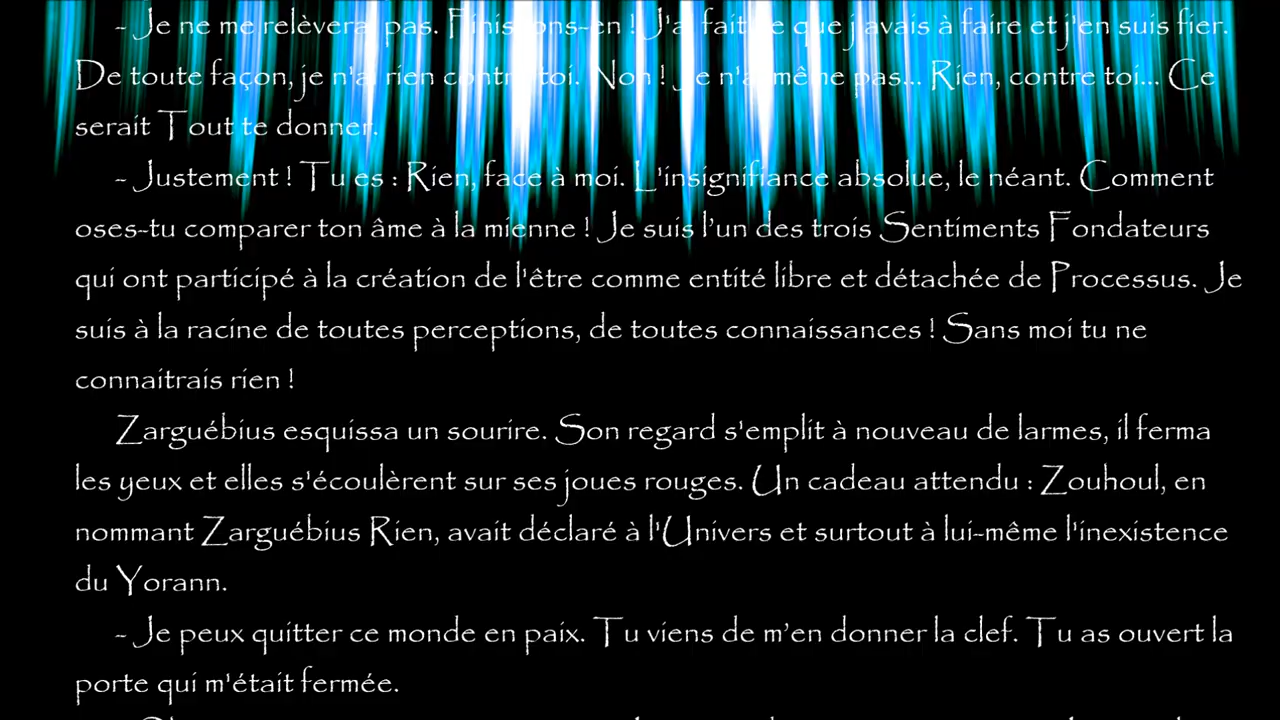 - Je ne me relèverai pas. Finissons-en ! J'ai fait ce que j'avais à faire et j'en suis fier.
De toute façon, je n'ai rien contre toi. Non ! Je n'ai même pas... Rien, contre toi... Ce
serait Tout te donner.
- Justement ! Tu es : Rien, face à moi. L'insignifiance absolue, le néant. Comment
oses-tu comparer ton âme à la mienne ! Je suis l’un des trois Sentiments Fondateurs
qui ont participé à la création de l'être comme entité libre et détachée de Processus. Je
suis à la racine de toutes perceptions, de toutes connaissances ! Sans moi tu ne
connaitrais rien !
Zarguébius esquissa un sourire. Son regard s'emplit à nouveau de larmes, il ferma
les yeux et elles s'écoulèrent sur ses joues rouges. Un cadeau attendu : Zouhoul, en
nommant Zarguébius Rien, avait déclaré à l'Univers et surtout à lui-même l'inexistence
du Yorann.
- Je peux quitter ce monde en paix. Tu viens de m’en donner la clef. Tu as ouvert la
porte qui m'était fermée.